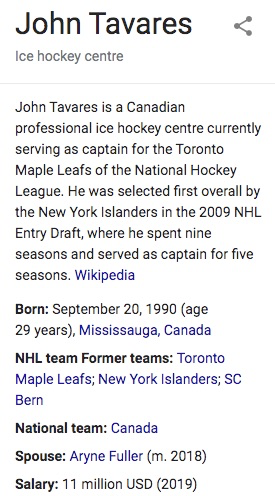 John Tavares
Ice hockey centre
John Tavares is a Canadian
professional ice hockey centre currently
serving as captain for the Toronto
Maple Leafs of the National Hockey
League. He was selected first overall by
the New York Islanders in the 2009 NHL
Entry Draft, where he spent nine
seasons and served as captain for five
seasons. Wikipedia
Born: September 20, 1990 (age
29 years), Mississauga, Canada
NHL team Former teams: Toronto
Maple Leafs; New York Islanders; SC
Bern
National team: Canada
Spouse: Aryne Fuller (m. 2018)
Salary: 11 million USD (2019)